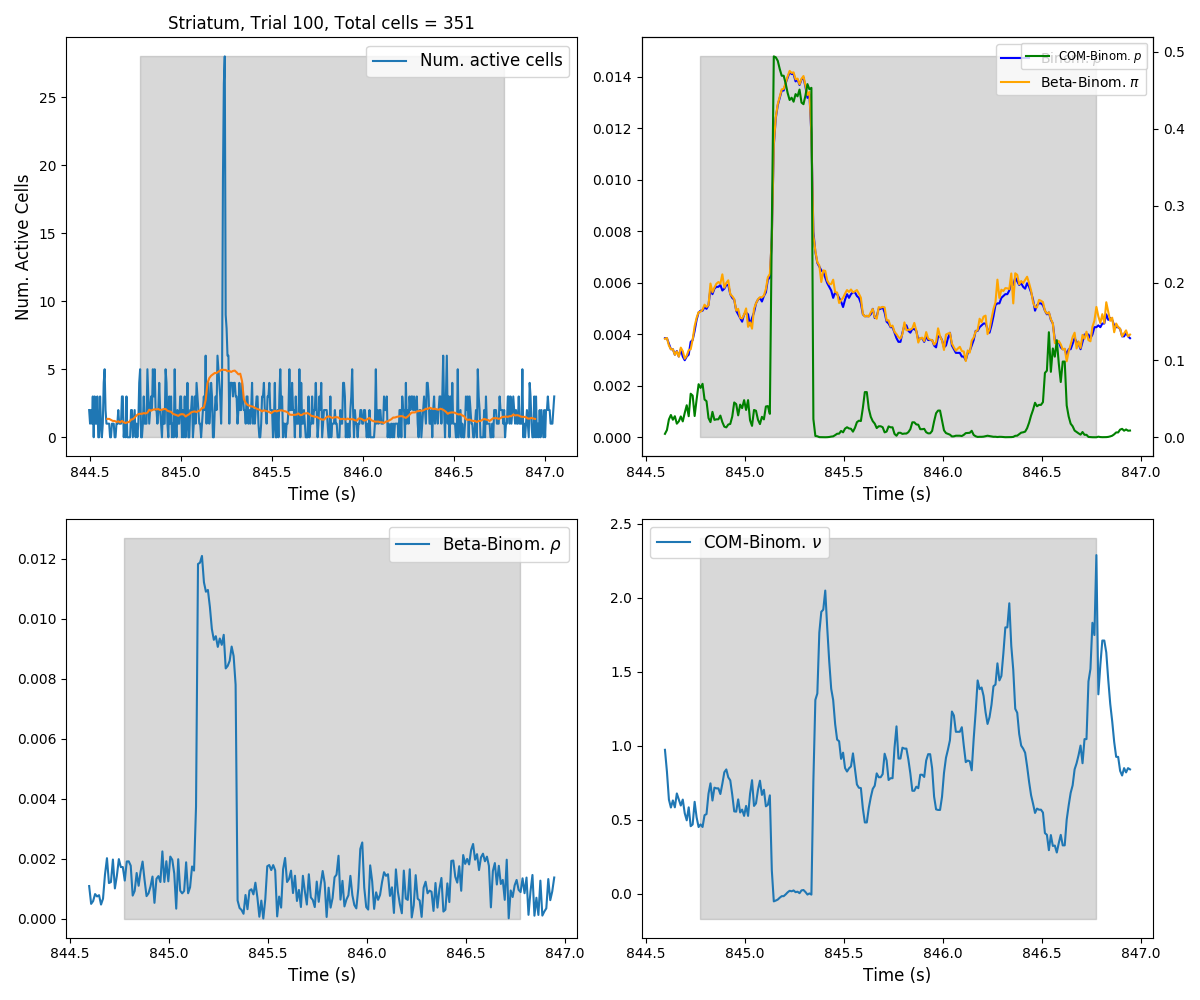 Striatum, Trial 100, Total cells = 351
Num. active cells
Num. Active Cells
25
20
15
10
5
0
844.5 845.0 845.5 846.0 846.5 847.0
Time (s)
COM-Binom. p
Beta-Binom. π
0.014
0.012
0.010
0.008
0.006
0.004
0.002
0.000
0.5
0.4
0.3
0.2
0.1
0.0
844.5 845.0 845.5 846.0 846.5 847.0
Time (s)
Beta-Binom. ρ
0.012
0.010
0.008
0.006
0.004
0.002
0.000
844.5 845.0 845.5 846.0 846.5 847.0
Time (s)
COM-Binom. ν
2.5
2.0
1.5
1.0
0.5
0.0
844.5 845.0 845.5 846.0 846.5 847.0
Time (s)